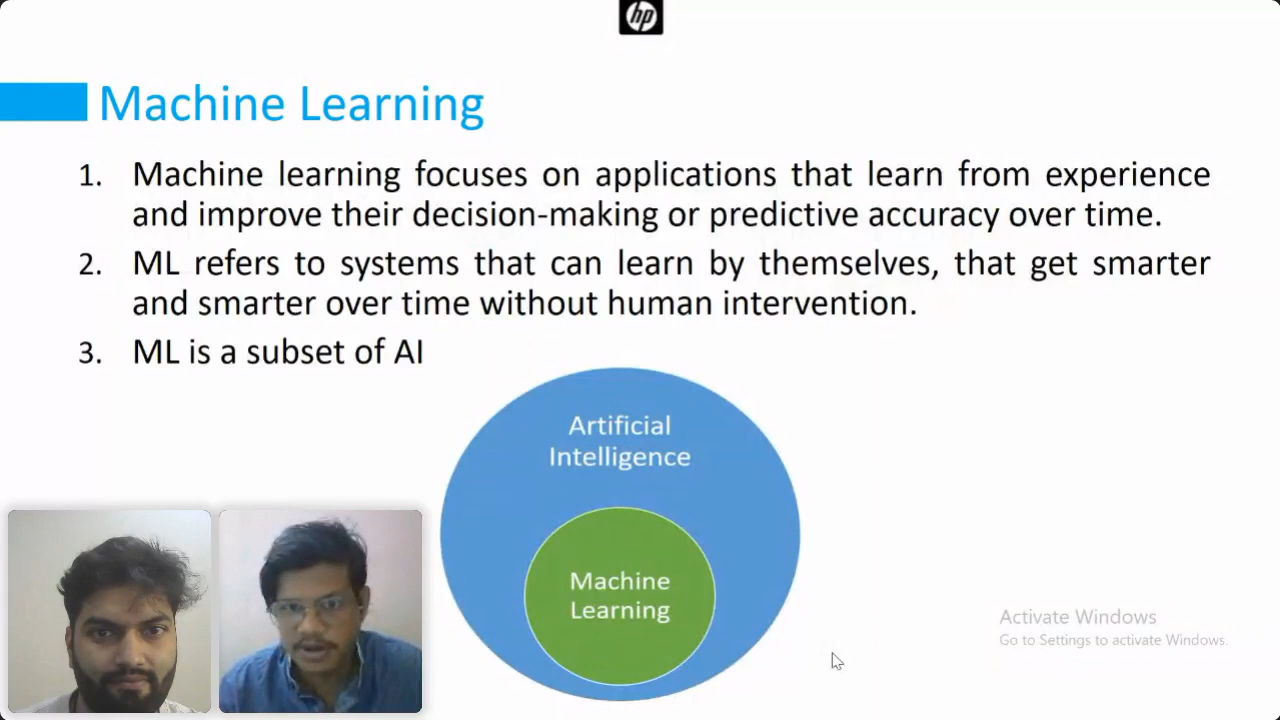 hp
Machine Learning
1. Machine learning focuses on applications that learn from experience
and improve their decision-making or predictive accuracy over time.
2. ML refers to systems that can learn by themselves, that get smarter
and smarter over time without human intervention.
3. ML is a subset of AI
Artificial
Intelligence
Machine
Learning
Activate Windows
Go to Settings to activate Windows.